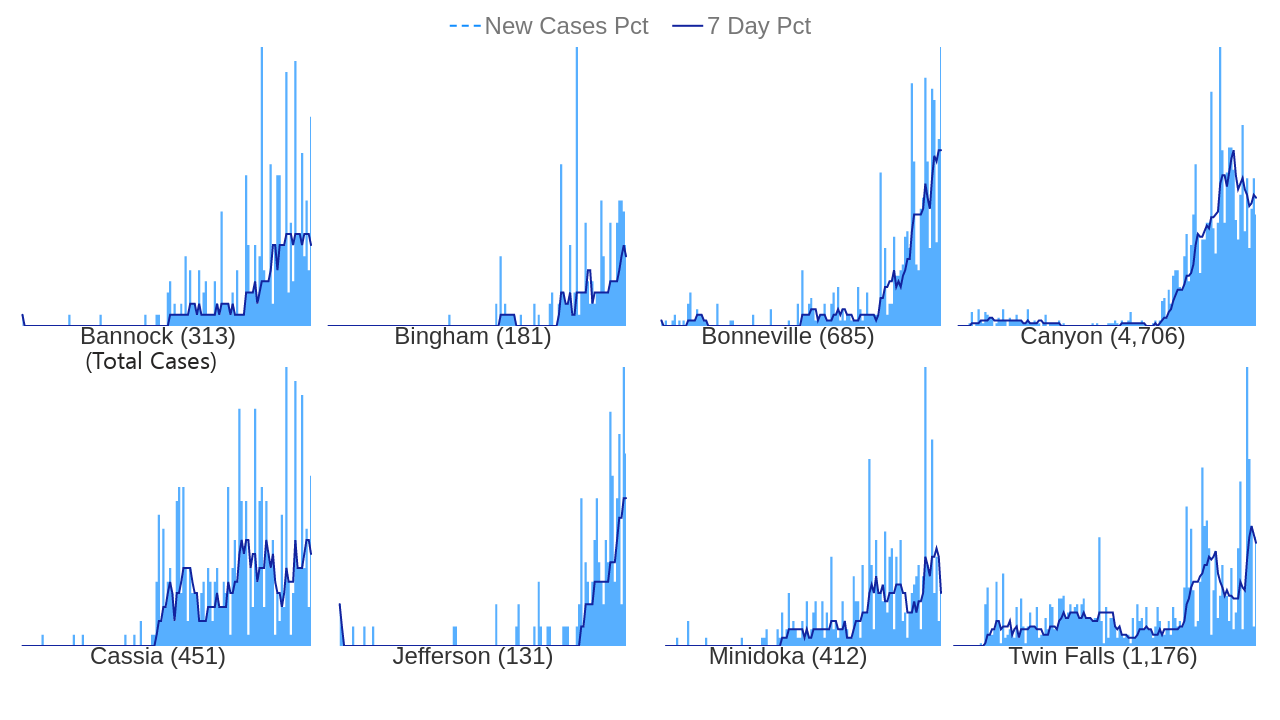 New Cases Pct 7 Day Pct
Bannock (313) Bingham (181) Bonneville (685) Canyon (4,706)
(Total Cases)
Cassia (451) Jefferson (131) Minidoka (412) Twin Falls (1,176)